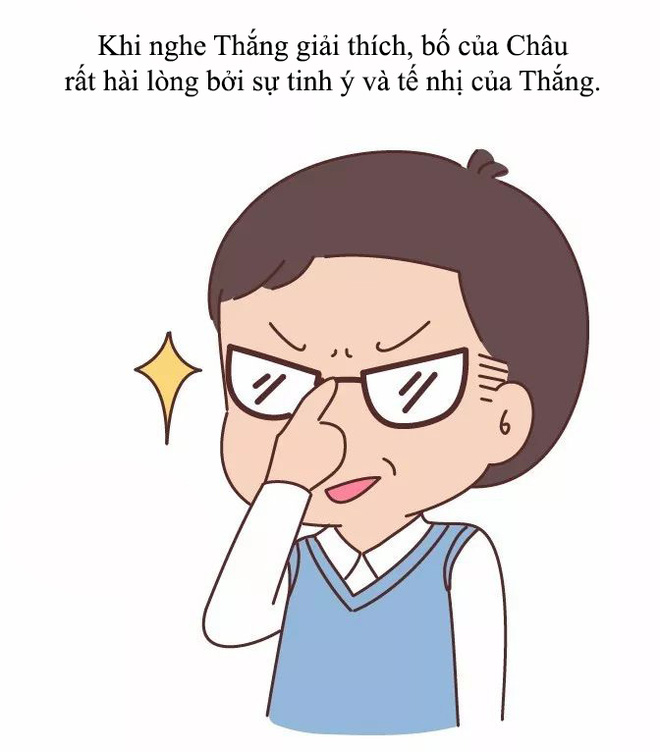 Khi nghe Thắng giải thích, bố của Châu
rất hài lòng bởi sự tinh ý và tế nhị của Thắng.